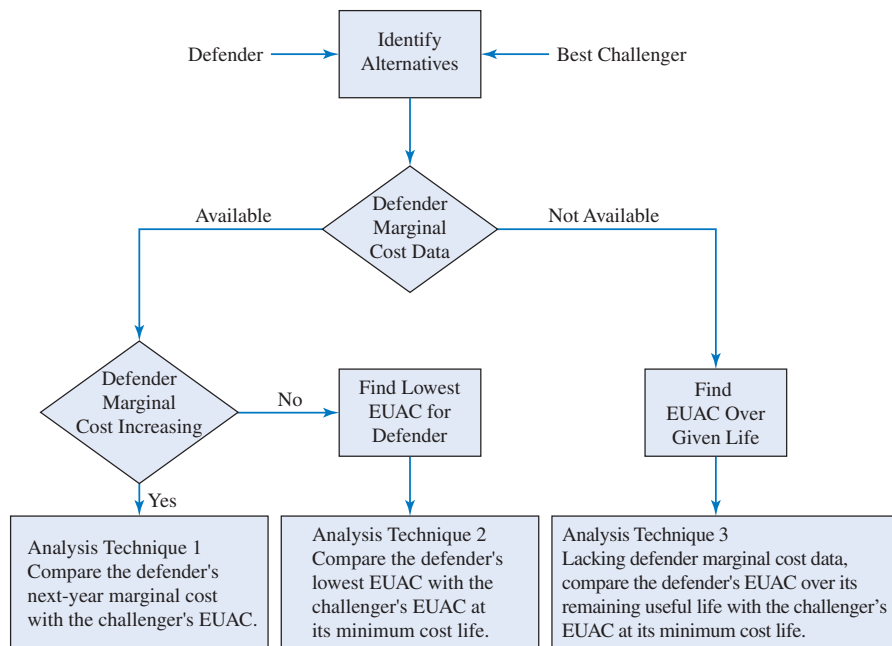 Identify
Alternatives
Defender
Best Challenger
Defender
Marginal
Cost Data
Available
Not Available
Defender
Marginal
Cost Increasing
No
Find Lowest
EUAC for
Defender
Find
EUAC Over
Given Life
Yes
Analysis Technique 1
Compare the defender's
next-year marginal cost
with the challenger's EUAC.
Analysis Technique 2
Compare the defender's
lowest EUAC with the
challenger's EUAC at
its minimum cost life.
Analysis Technique 3
Lacking defender marginal cost data,
compare the defender's EUAC over its
remaining useful life with the challenger’s
EUAC at its minimum cost life.